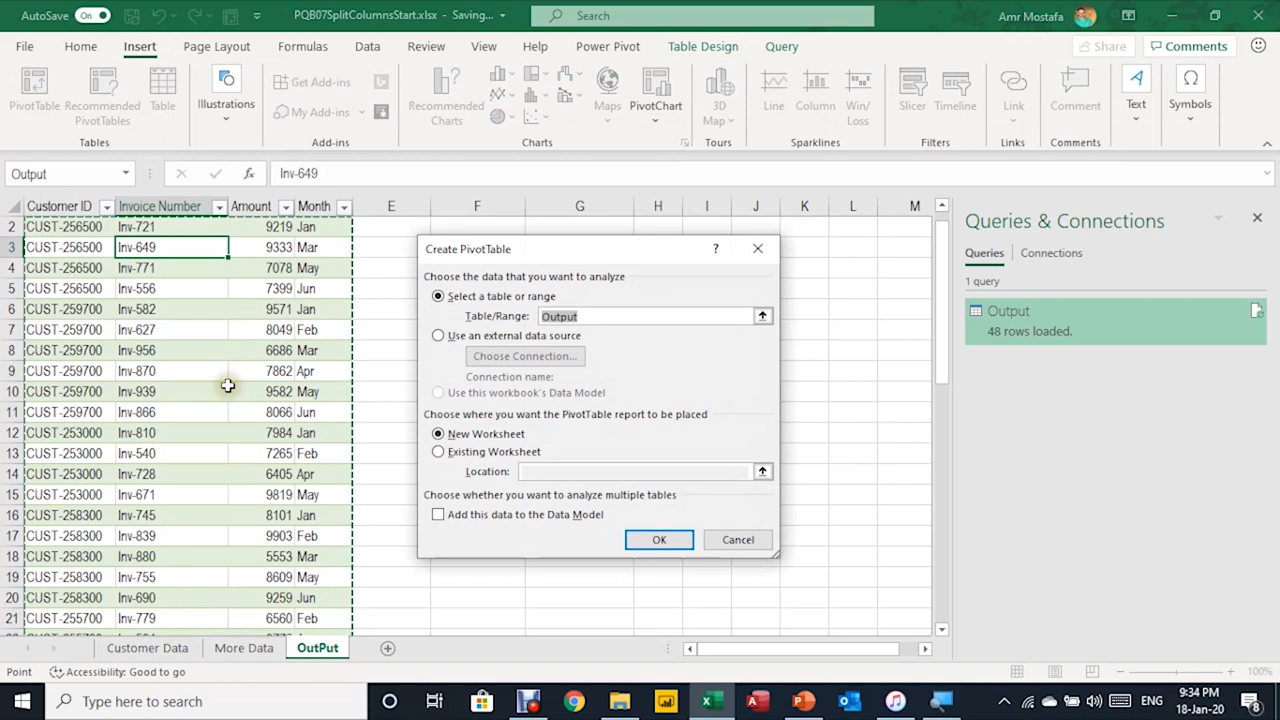 AutoSave On PQB07SplitColumnsStart.xlsx - Saving... Search Amr Mostafa
File Home Insert Page Layout Formulas Data Review View Help Power Pivot Table Design Query Share Comments
PivotTable Recommended PivotTables Table Illustrations Get Add-ins My Add-ins Recommended Charts Maps PivotChart 3D Map Line Column Win/Loss Slicer Timeline Link Comment Text Symbols
Tables Add-ins Charts Tours Sparklines Filters Links Comments
Output fx Inv-649
Customer ID Invoice Number Amount Month E F G H I J K L M
2 CUST-256500 Inv-721 9219 Jan
3 CUST-256500 Inv-649 9333 Mar
4 CUST-256500 Inv-771 7078 May
5 CUST-256500 Inv-556 7399 Jun
6 CUST-259700 Inv-582 9571 Jan
7 CUST-259700 Inv-627 8049 Feb
8 CUST-259700 Inv-956 6686 Mar
9 CUST-259700 Inv-870 7862 Apr
10 CUST-259700 Inv-939 9582 May
11 CUST-259700 Inv-866 8066 Jun
12 CUST-253000 Inv-810 7984 Jan
13 CUST-253000 Inv-540 7265 Feb
14 CUST-253000 Inv-728 6405 Apr
15 CUST-253000 Inv-671 9819 May
16 CUST-258300 Inv-745 8101 Jan
17 CUST-258300 Inv-839 9903 Feb
18 CUST-258300 Inv-880 5553 Mar
19 CUST-258300 Inv-755 8609 May
20 CUST-258300 Inv-690 9259 Jun
21 CUST-255700 Inv-779 6560 Feb
Create PivotTable ?
Choose the data that you want to analyze
Select a table or range
Table/Range: Output
Use an external data source
Choose Connection...
Connection name:
Use this workbook's Data Model
Choose where you want the PivotTable report to be placed
New Worksheet
Existing Worksheet
Location:
Choose whether you want to analyze multiple tables
Add this data to the Data Model
OK Cancel
Queries & Connections
Queries Connections
1 query
Output
48 rows loaded.
Customer Data More Data OutPut
Point Accessibility: Good to go 100%
Type here to search ENG 9:34 PM
18-Jan-20 8